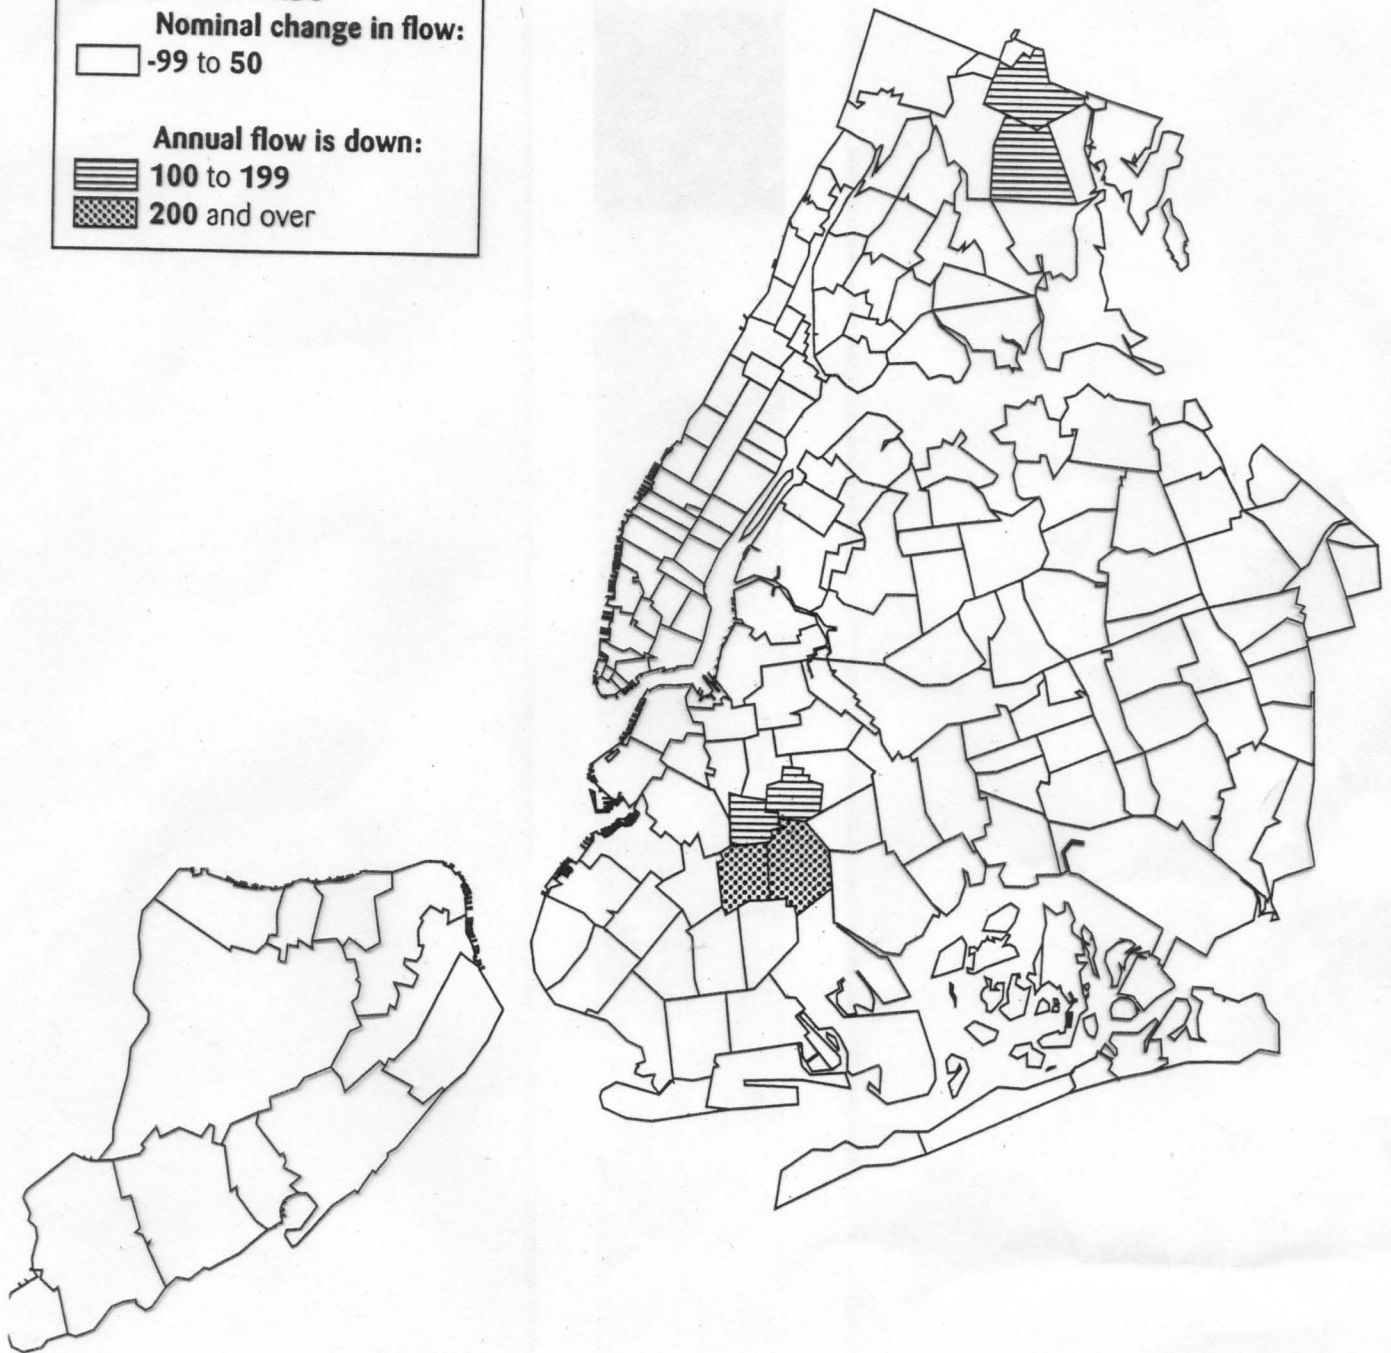 Nominal change in flow:
-99 to 50
Annual flow is down:
100 to 199
200 and over